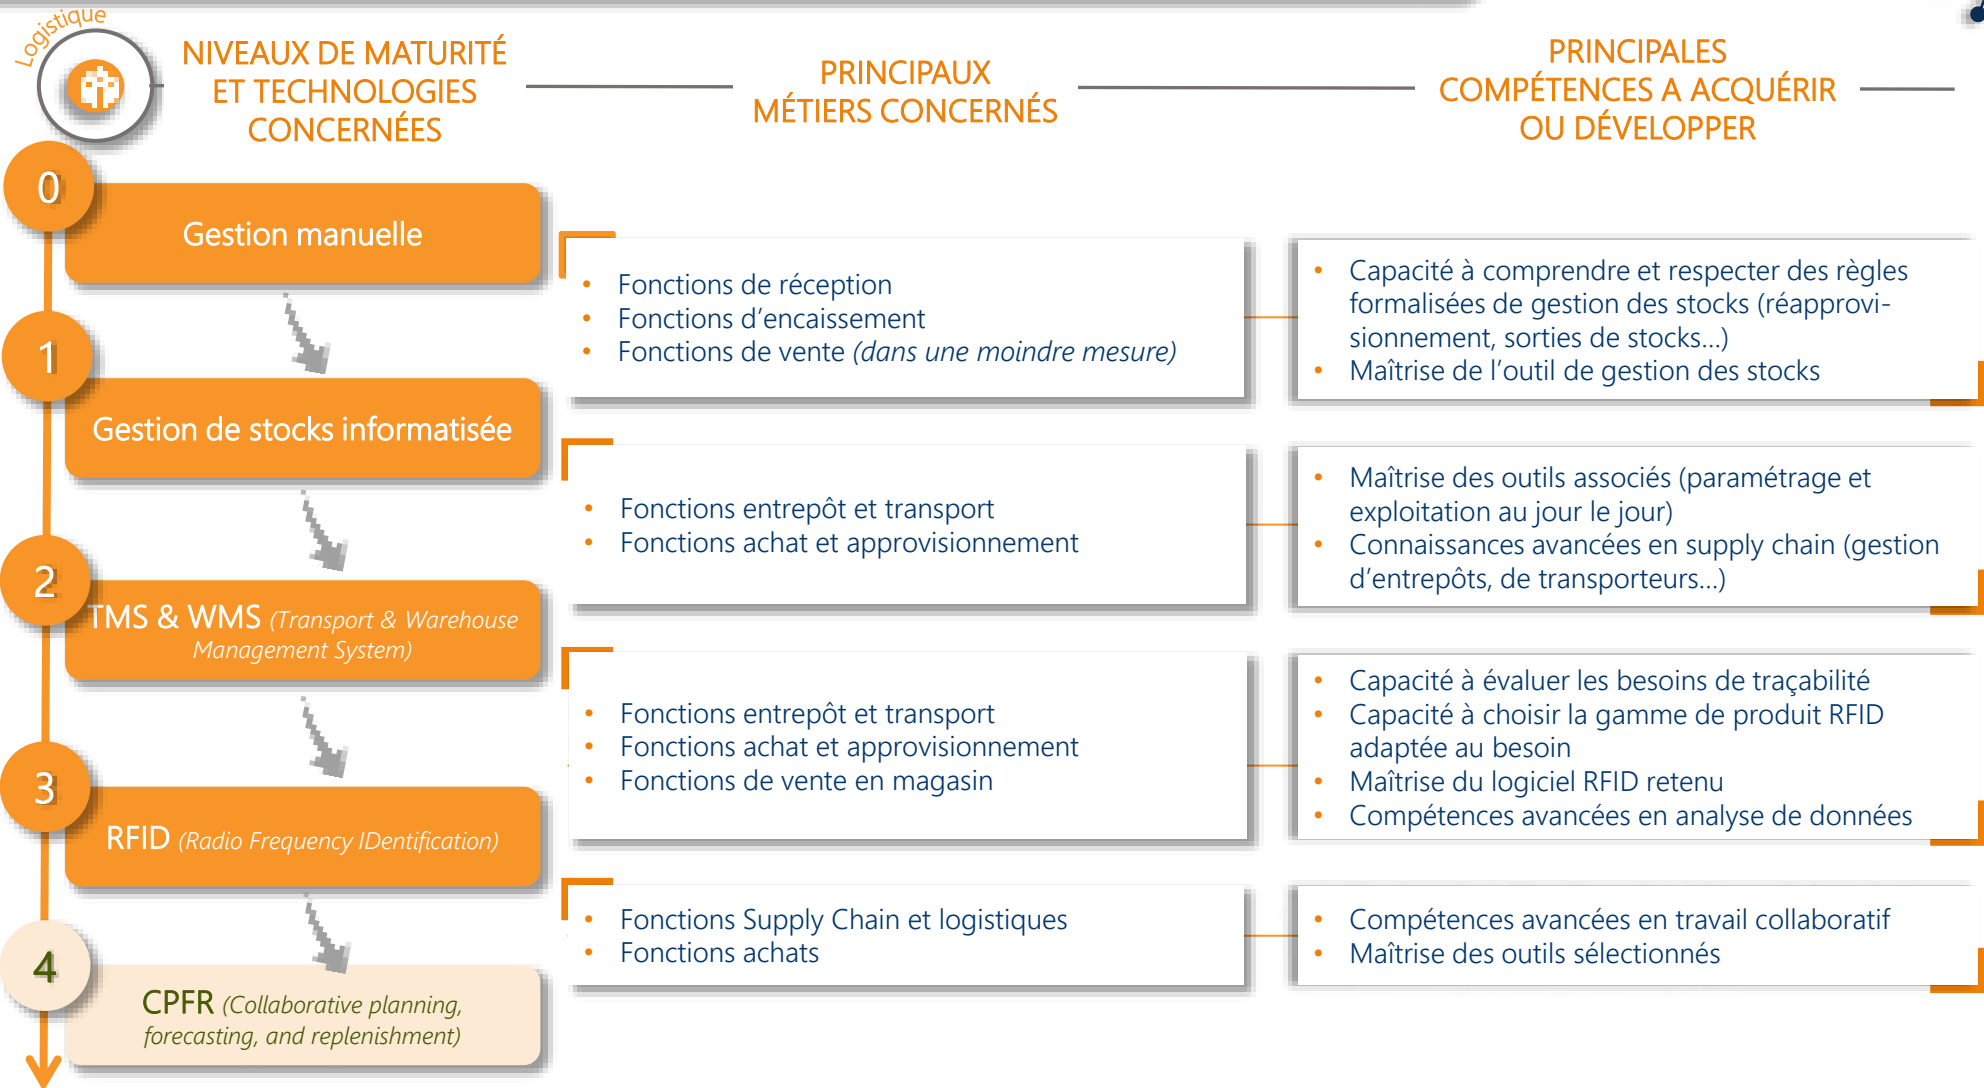 Logistique
NIVEAUX DE MATURITÉ
ET TECHNOLOGIES
CONCERNÉES
PRINCIPAUX
MÉTIERS CONCERNÉS
PRINCIPALES
COMPÉTENCES A ACQUÉRIR
OU DÉVELOPPER
0
Gestion manuelle
• Fonctions de réception
• Fonctions d'encaissement
• Fonctions de vente (dans une moindre mesure)
• Capacité à comprendre et respecter des règles
formalisées de gestion des stocks (réapprovi-
sionnement, sorties de stocks…)
• Maîtrise de l'outil de gestion des stocks
1
Gestion de stocks informatisée
• Fonctions entrepôt et transport
• Fonctions achat et approvisionnement
• Maîtrise des outils associés (paramétrage et
exploitation au jour le jour)
• Connaissances avancées en supply chain (gestion
d'entrepôts, de transporteurs…)
2
TMS & WMS (Transport & Warehouse
Management System)
• Fonctions entrepôt et transport
• Fonctions achat et approvisionnement
• Fonctions de vente en magasin
• Capacité à évaluer les besoins de traçabilité
• Capacité à choisir la gamme de produit RFID
adaptée au besoin
• Maîtrise du logiciel RFID retenu
• Compétences avancées en analyse de données
3
RFID (Radio Frequency IDentification)
• Fonctions Supply Chain et logistiques
• Fonctions achats
• Compétences avancées en travail collaboratif
• Maîtrise des outils sélectionnés
4
CPFR (Collaborative planning,
forecasting, and replenishment)